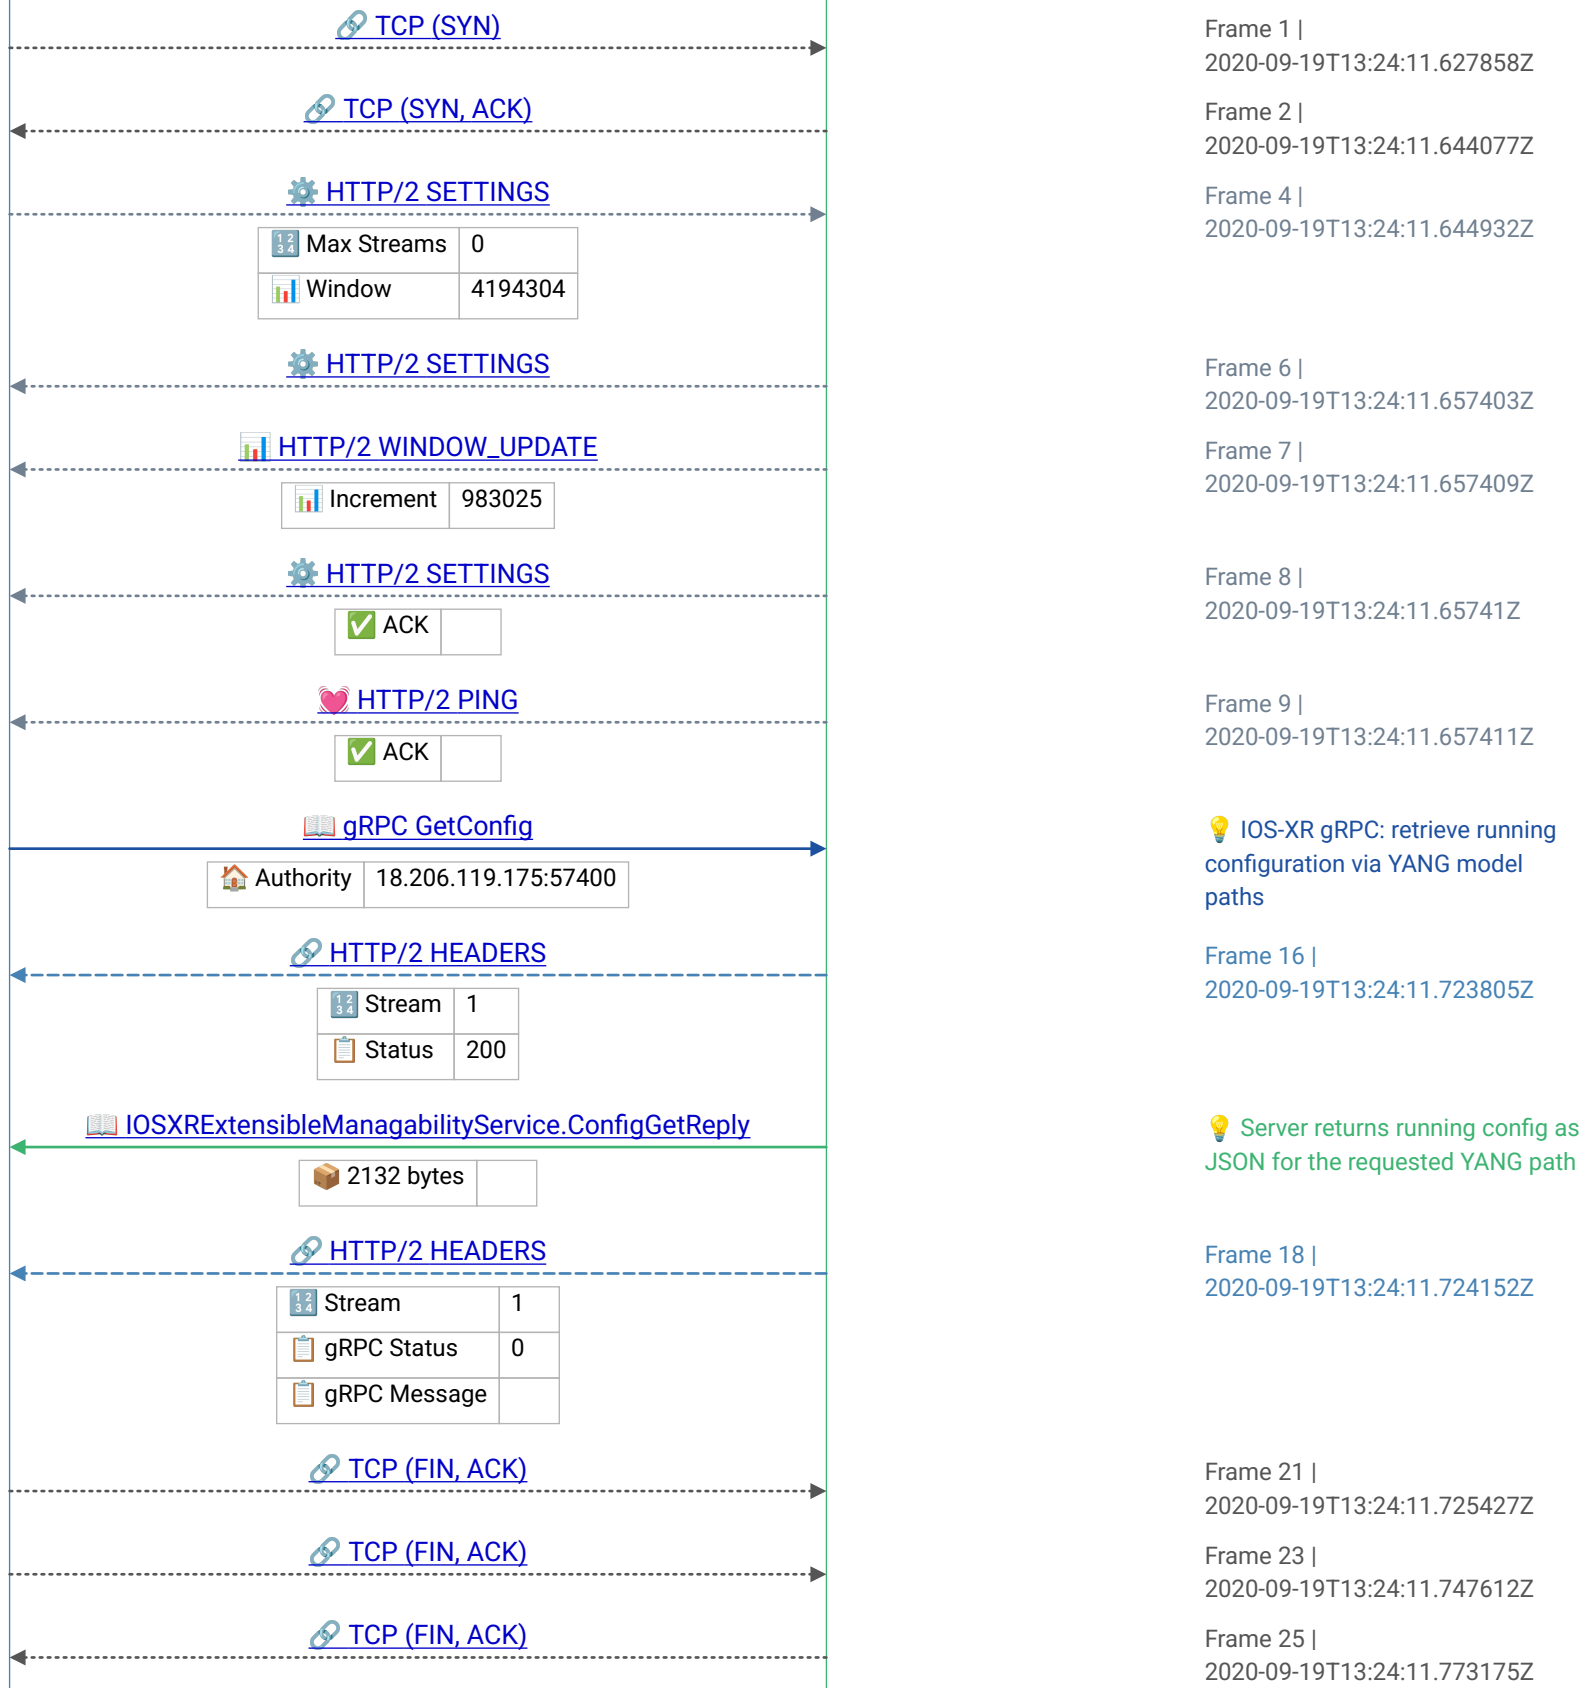 🔗 TCP (SYN)
Frame 1 |
2020-09-19T13:24:11.627858Z
🔗 TCP (SYN, ACK)
Frame 2 |
2020-09-19T13:24:11.644077Z
⚙️ HTTP/2 SETTINGS
Frame 4 |
2020-09-19T13:24:11.644932Z
🔢 Max Streams 0
📊 Window 4194304
⚙️ HTTP/2 SETTINGS
Frame 6 |
2020-09-19T13:24:11.657403Z
📊 HTTP/2 WINDOW_UPDATE
Frame 7 |
2020-09-19T13:24:11.657409Z
📊 Increment 983025
⚙️ HTTP/2 SETTINGS
Frame 8 |
2020-09-19T13:24:11.65741Z
✅ ACK
💓 HTTP/2 PING
Frame 9 |
2020-09-19T13:24:11.657411Z
✅ ACK
📖 gRPC GetConfig
💡 IOS-XR gRPC: retrieve running
configuration via YANG model
paths
🏠 Authority 18.206.119.175:57400
🔗 HTTP/2 HEADERS
Frame 16 |
2020-09-19T13:24:11.723805Z
🔢 Stream 1
📋 Status 200
📖 IOSXRExtensibleManagabilityService.ConfigGetReply
💡 Server returns running config as
JSON for the requested YANG path
📦 2132 bytes
🔗 HTTP/2 HEADERS
Frame 18 |
2020-09-19T13:24:11.724152Z
🔢 Stream 1
📋 gRPC Status 0
📋 gRPC Message
🔗 TCP (FIN, ACK)
Frame 21 |
2020-09-19T13:24:11.725427Z
🔗 TCP (FIN, ACK)
Frame 23 |
2020-09-19T13:24:11.747612Z
🔗 TCP (FIN, ACK)
Frame 25 |
2020-09-19T13:24:11.773175Z